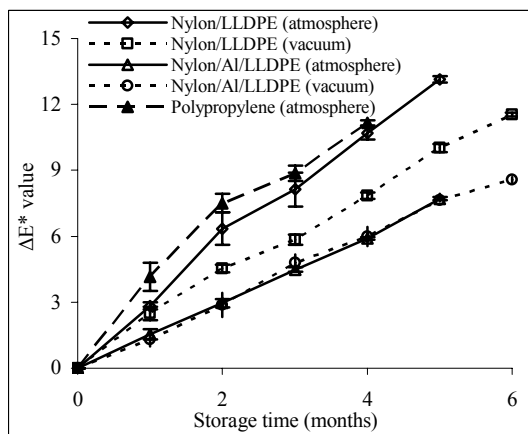 Nylon/LLDPE (atmosphere)
Nylon/LLDPE (vacuum)
Nylon/Al/LLDPE (atmosphere)
Nylon/Al/LLDPE (vacuum)
Polypropylene (atmosphere)
15
12
9
6
3
0
ΔE* value
0
2
4
6
Storage time (months)